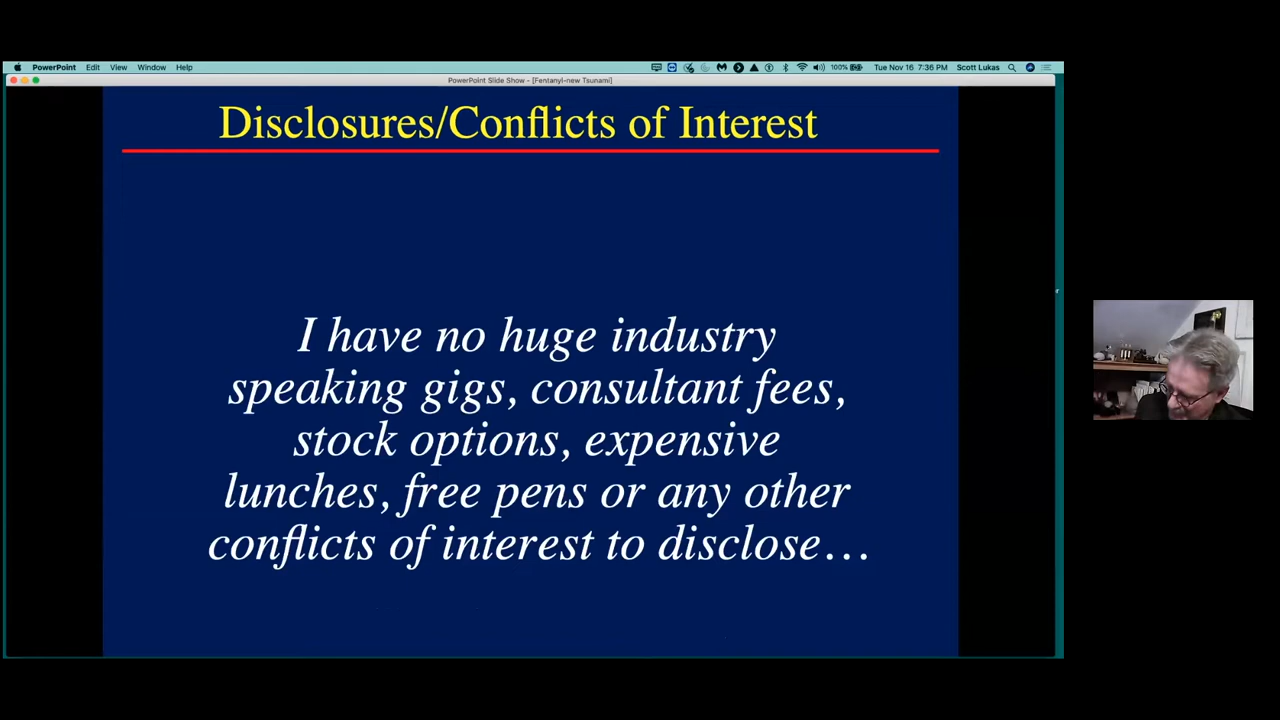 PowerPoint Edit View Window Help 100% Tue Nov 16 7:36 PM Scott Lukas
PowerPoint Slide Show - [Fentanyl-new Tsunami]
Disclosures/Conflicts of Interest
I have no huge industry
speaking gigs, consultant fees,
stock options, expensive
lunches, free pens or any other
conflicts of interest to disclose…